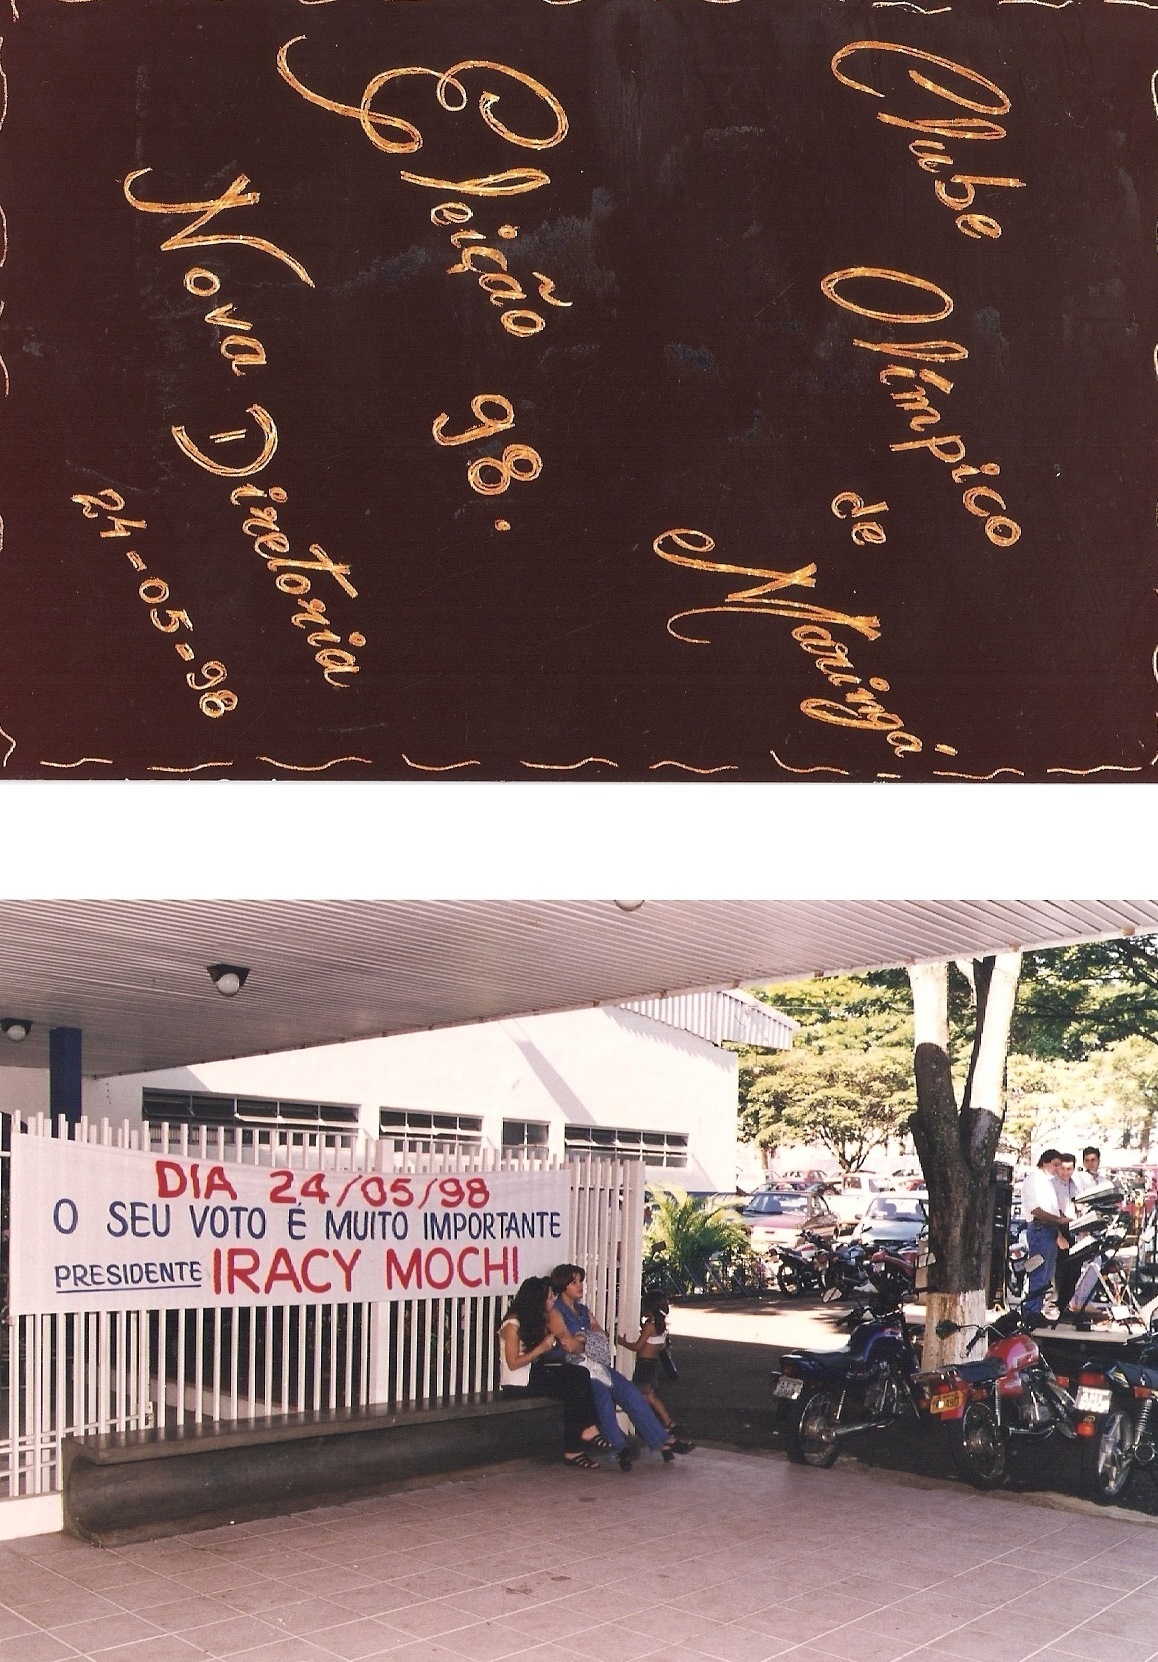 Clube Olímpico
de Maringá
Eleição 98.
Nova Diretoria
24-05-98
DIA 24/05/98
O SEU VOTO É MUITO IMPORTANTE
PRESIDENTE IRACY MOCHI